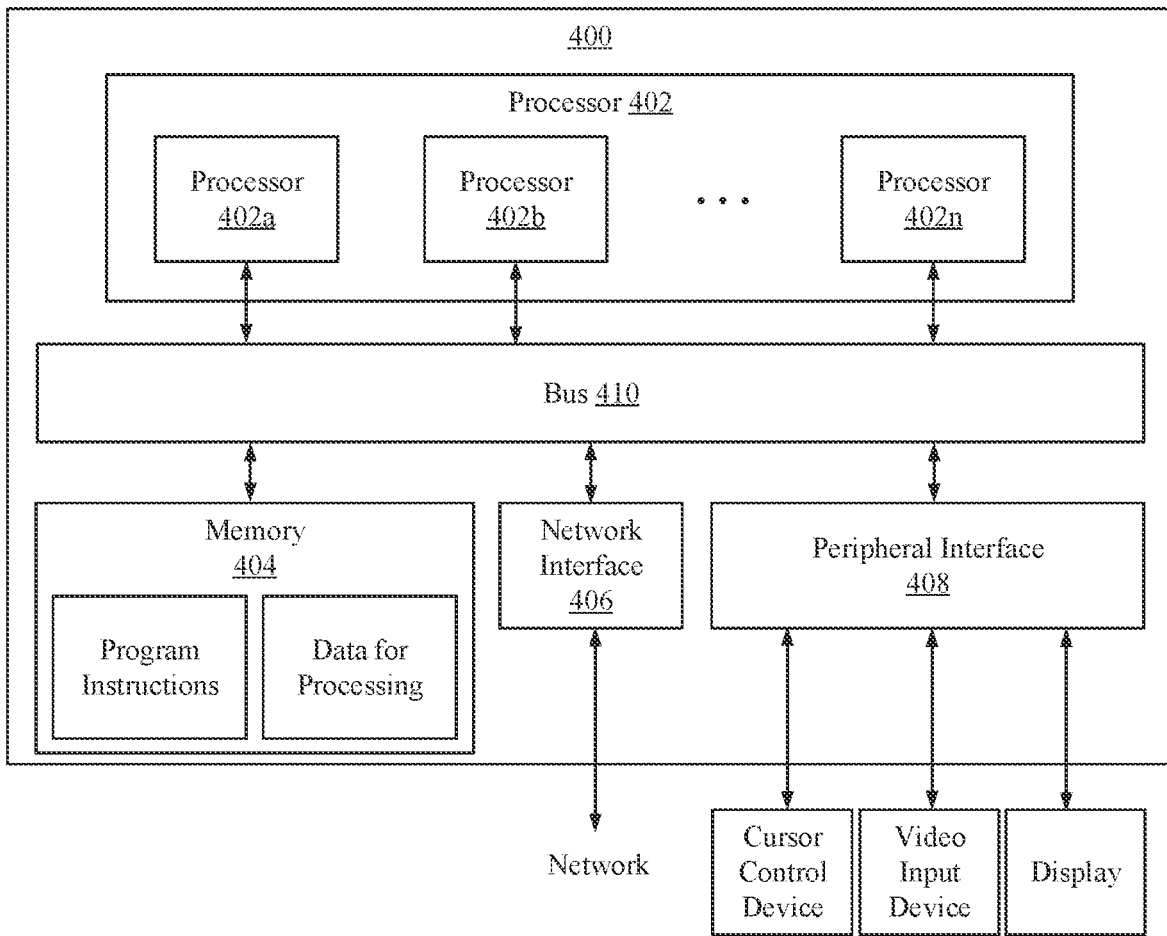 400
Processor 402
Processor
402a
Processor
402b
. . .
Processor
402n
Bus 410
Memory
404
Program
Instructions
Data for
Processing
Network
Interface
406
Peripheral Interface
408
Network
Cursor
Control
Device
Video
Input
Device
Display